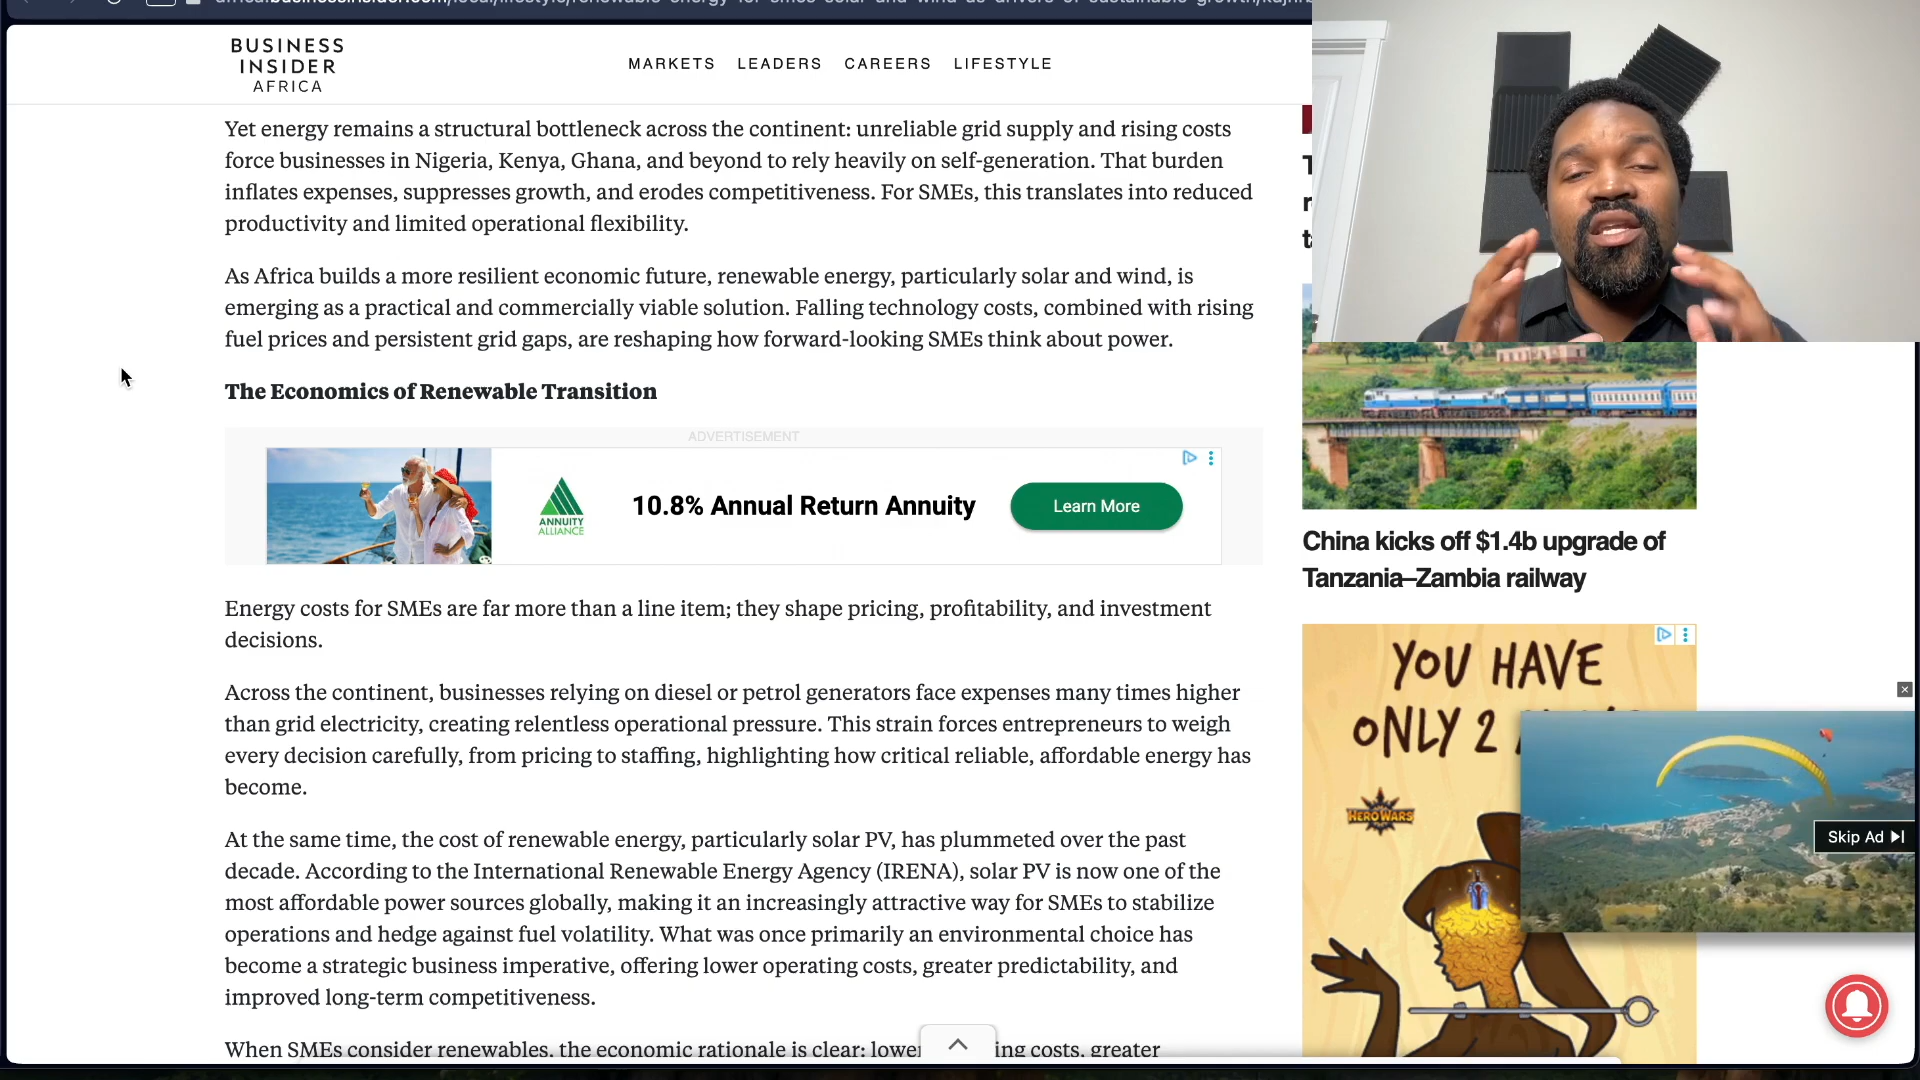 BUSINESS
INSIDER
AFRICA
MARKETS LEADERS CAREERS LIFESTYLE
Yet energy remains a structural bottleneck across the continent: unreliable grid supply and rising costs
force businesses in Nigeria, Kenya, Ghana, and beyond to rely heavily on self-generation. That burden
inflates expenses, suppresses growth, and erodes competitiveness. For SMEs, this translates into reduced
productivity and limited operational flexibility.
As Africa builds a more resilient economic future, renewable energy, particularly solar and wind, is
emerging as a practical and commercially viable solution. Falling technology costs, combined with rising
fuel prices and persistent grid gaps, are reshaping how forward-looking SMEs think about power.
The Economics of Renewable Transition
ADVERTISEMENT
ANNUITY
ALLIANCE
10.8% Annual Return Annuity
Learn More
Energy costs for SMEs are far more than a line item; they shape pricing, profitability, and investment
decisions.
Across the continent, businesses relying on diesel or petrol generators face expenses many times higher
than grid electricity, creating relentless operational pressure. This strain forces entrepreneurs to weigh
every decision carefully, from pricing to staffing, highlighting how critical reliable, affordable energy has
become.
At the same time, the cost of renewable energy, particularly solar PV, has plummeted over the past
decade. According to the International Renewable Energy Agency (IRENA), solar PV is now one of the
most affordable power sources globally, making it an increasingly attractive way for SMEs to stabilize
operations and hedge against fuel volatility. What was once primarily an environmental choice has
become a strategic business imperative, offering lower operating costs, greater predictability, and
improved long-term competitiveness.
When SMEs consider renewables, the economic rationale is clear: lower ing costs, greater
China kicks off $1.4b upgrade of
Tanzania–Zambia railway
YOU HAVE
ONLY 2
HERO WARS
Skip Ad